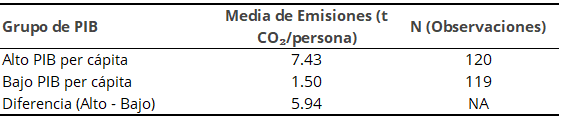 Grupo de PIB Media de Emisiones (t CO₂/persona) N (Observaciones)
Alto PIB per cápita 7.43 120
Bajo PIB per cápita 1.50 119
Diferencia (Alto - Bajo) 5.94 NA